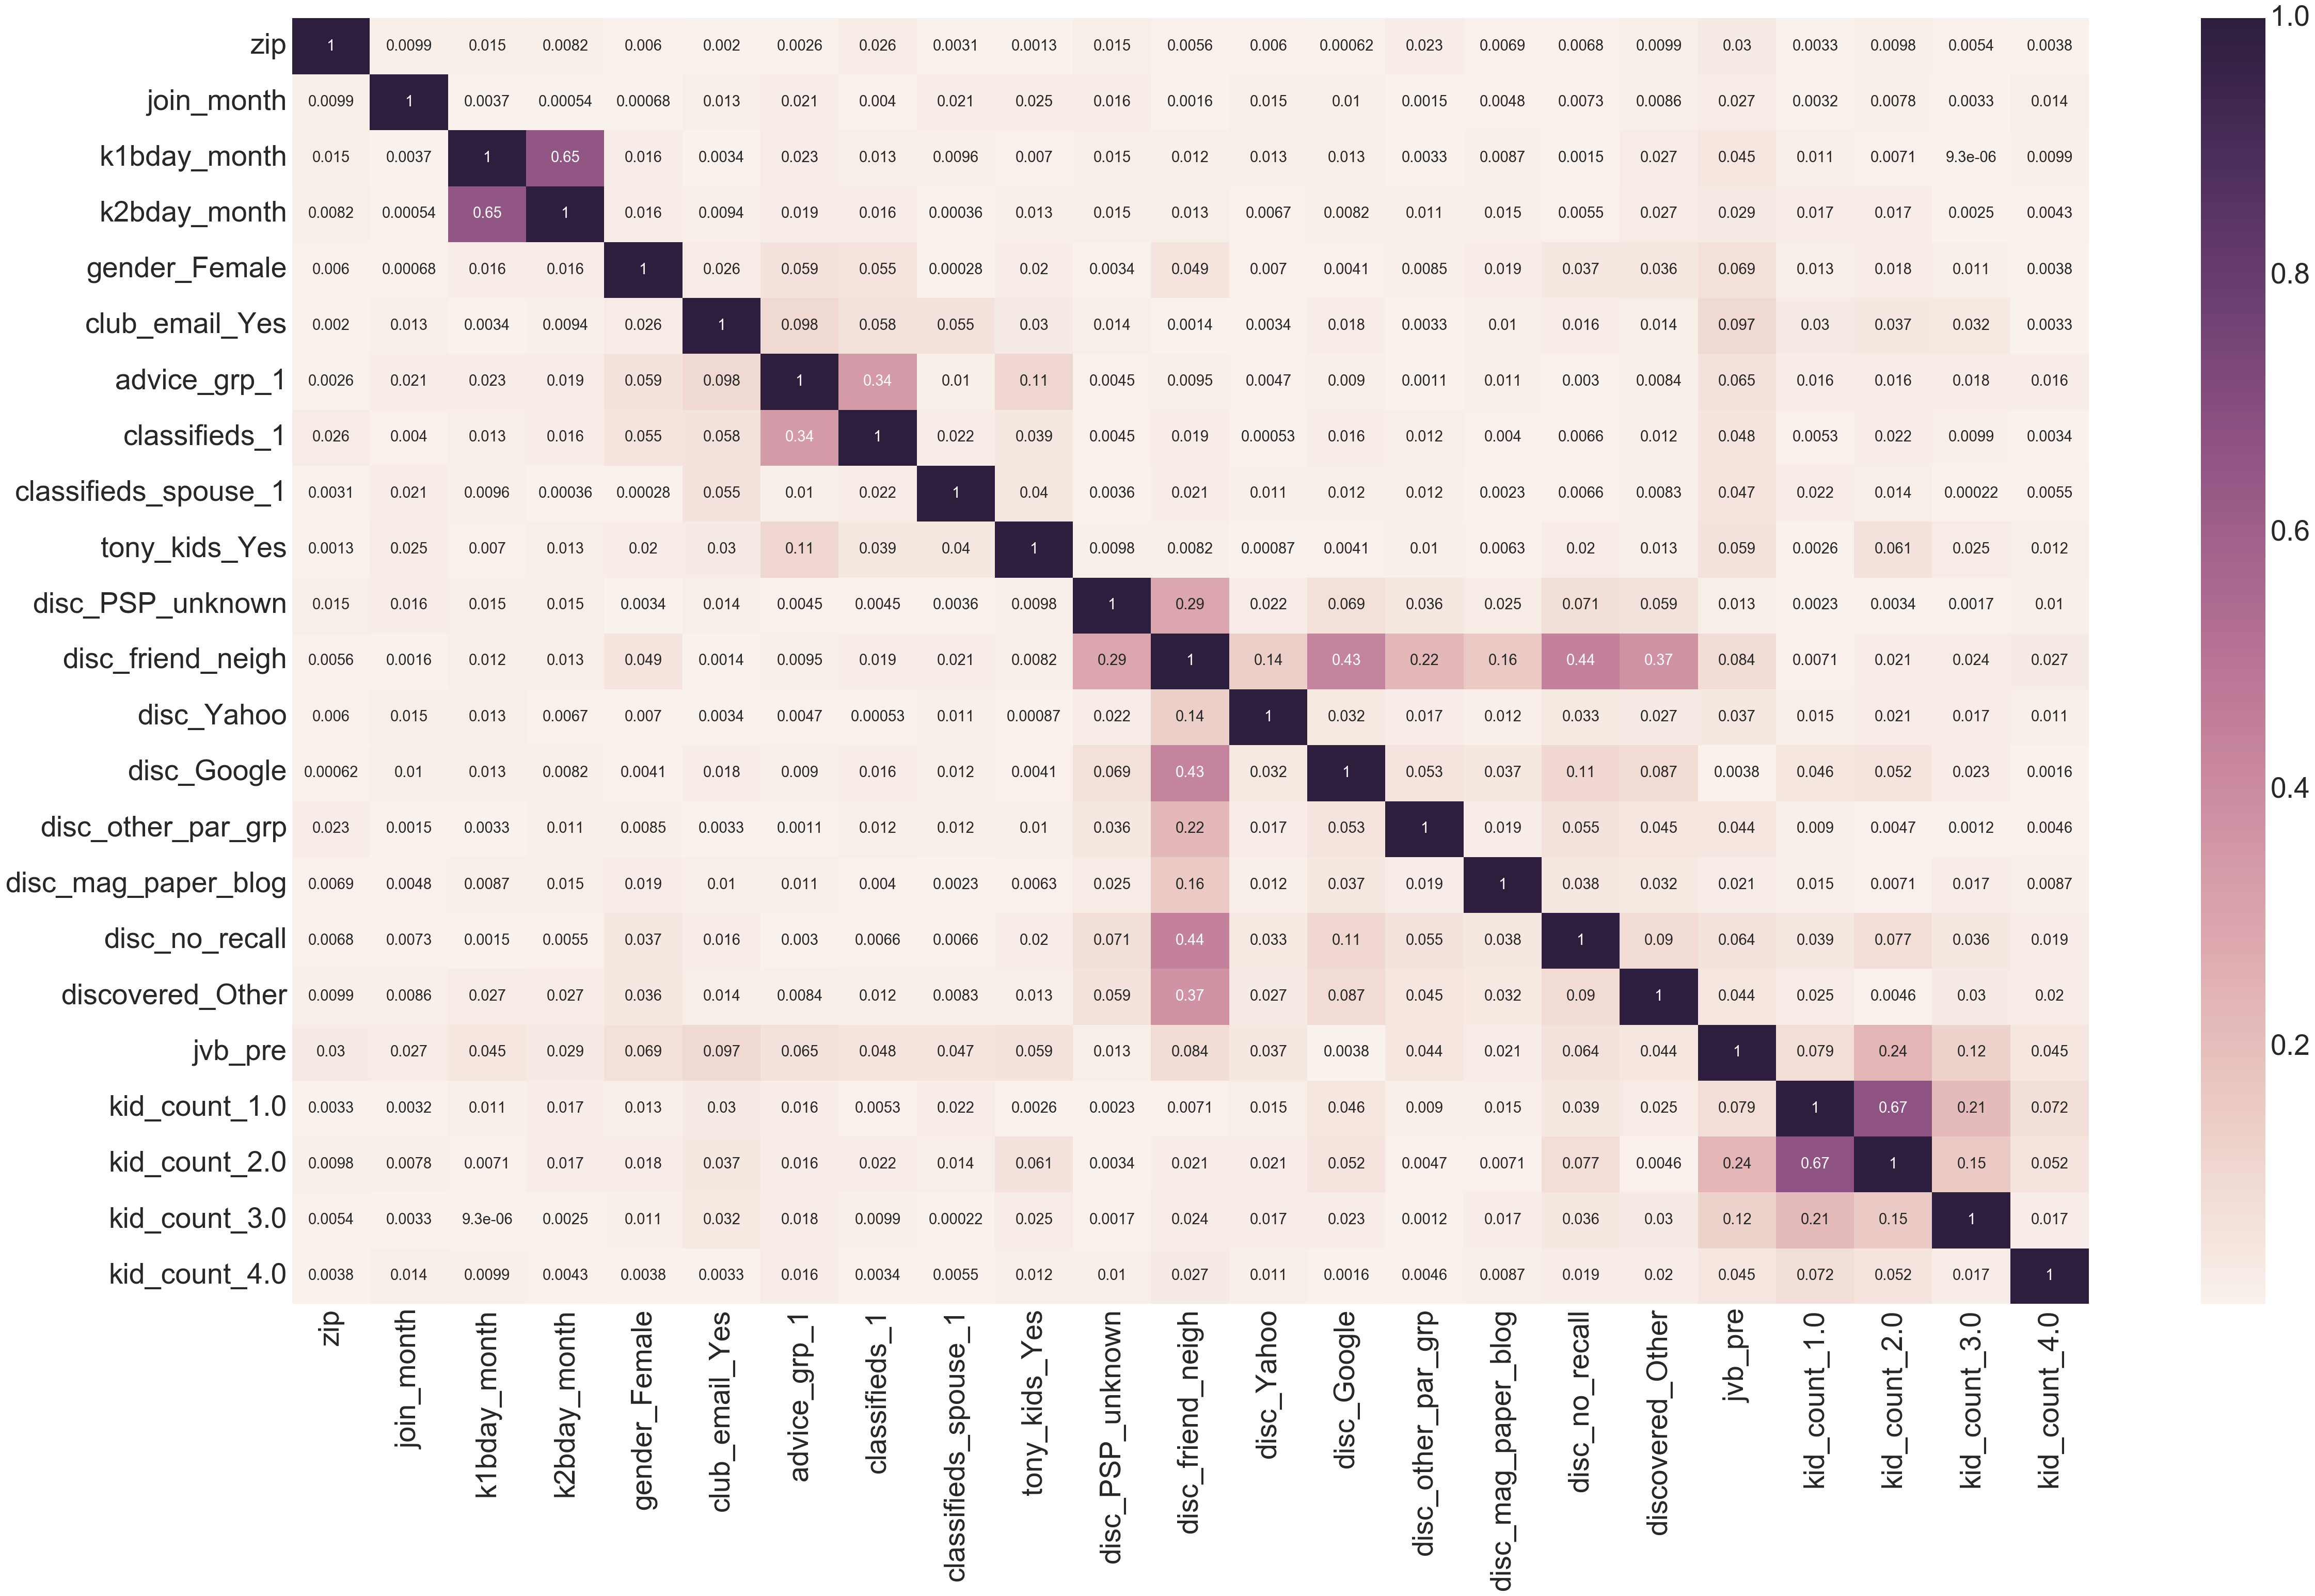 zip 1 0.0099 0.015 0.0082 0.006 0.002 0.0026 0.026 0.0031 0.0013 0.015 0.0056 0.006 0.00062 0.023 0.0069 0.0068 0.0099 0.03 0.0033 0.0098 0.0054 0.0038 1.0
join_month 0.0099 1 0.0037 0.00054 0.00068 0.013 0.021 0.004 0.021 0.025 0.016 0.0016 0.015 0.01 0.0015 0.0048 0.0073 0.0086 0.027 0.0032 0.0078 0.0033 0.014
k1bday_month 0.015 0.0037 1 0.65 0.016 0.0034 0.023 0.013 0.0096 0.007 0.015 0.012 0.013 0.013 0.0033 0.0087 0.0015 0.027 0.045 0.011 0.0071 9.3e-06 0.0099
k2bday_month 0.0082 0.00054 0.65 1 0.016 0.0094 0.019 0.016 0.00036 0.013 0.015 0.013 0.0067 0.0082 0.011 0.015 0.0055 0.027 0.029 0.017 0.017 0.0025 0.0043
gender_Female 0.006 0.00068 0.016 0.016 1 0.026 0.059 0.055 0.00028 0.02 0.0034 0.049 0.007 0.0041 0.0085 0.019 0.037 0.036 0.069 0.013 0.018 0.011 0.0038 0.8
club_email_Yes 0.002 0.013 0.0034 0.0094 0.026 1 0.098 0.058 0.055 0.03 0.014 0.0014 0.0034 0.018 0.0033 0.01 0.016 0.014 0.097 0.03 0.037 0.032 0.0033
advice_grp_1 0.0026 0.021 0.023 0.019 0.059 0.098 1 0.34 0.01 0.11 0.0045 0.0095 0.0047 0.009 0.0011 0.011 0.003 0.0084 0.065 0.016 0.016 0.018 0.016
classifieds_1 0.026 0.004 0.013 0.016 0.055 0.058 0.34 1 0.022 0.039 0.0045 0.019 0.00053 0.016 0.012 0.004 0.0066 0.012 0.048 0.0053 0.022 0.0099 0.0034
classifieds_spouse_1 0.0031 0.021 0.0096 0.00036 0.00028 0.055 0.01 0.022 1 0.04 0.0036 0.021 0.011 0.012 0.012 0.0023 0.0066 0.0083 0.047 0.022 0.014 0.00022 0.0055
tony_kids_Yes 0.0013 0.025 0.007 0.013 0.02 0.03 0.11 0.039 0.04 1 0.0098 0.0082 0.00087 0.0041 0.01 0.0063 0.02 0.013 0.059 0.0026 0.061 0.025 0.012 0.6
disc_PSP_unknown 0.015 0.016 0.015 0.015 0.0034 0.014 0.0045 0.0045 0.0036 0.0098 1 0.29 0.022 0.069 0.036 0.025 0.071 0.059 0.013 0.0023 0.0034 0.0017 0.01
disc_friend_neigh 0.0056 0.0016 0.012 0.013 0.049 0.0014 0.0095 0.019 0.021 0.0082 0.29 1 0.14 0.43 0.22 0.16 0.44 0.37 0.084 0.0071 0.021 0.024 0.027
disc_Yahoo 0.006 0.015 0.013 0.0067 0.007 0.0034 0.0047 0.00053 0.011 0.00087 0.022 0.14 1 0.032 0.017 0.012 0.033 0.027 0.037 0.015 0.021 0.017 0.011
disc_Google 0.00062 0.01 0.013 0.0082 0.0041 0.018 0.009 0.016 0.012 0.0041 0.069 0.43 0.032 1 0.053 0.037 0.11 0.087 0.0038 0.046 0.052 0.023 0.0016 0.4
disc_other_par_grp 0.023 0.0015 0.0033 0.011 0.0085 0.0033 0.0011 0.012 0.012 0.01 0.036 0.22 0.017 0.053 1 0.019 0.055 0.045 0.044 0.009 0.0047 0.0012 0.0046
disc_mag_paper_blog 0.0069 0.0048 0.0087 0.015 0.019 0.01 0.011 0.004 0.0023 0.0063 0.025 0.16 0.012 0.037 0.019 1 0.038 0.032 0.021 0.015 0.0071 0.017 0.0087
disc_no_recall 0.0068 0.0073 0.0015 0.0055 0.037 0.016 0.003 0.0066 0.0066 0.02 0.071 0.44 0.033 0.11 0.055 0.038 1 0.09 0.064 0.039 0.077 0.036 0.019
discovered_Other 0.0099 0.0086 0.027 0.027 0.036 0.014 0.0084 0.012 0.0083 0.013 0.059 0.37 0.027 0.087 0.045 0.032 0.09 1 0.044 0.025 0.0046 0.03 0.02
jvb_pre 0.03 0.027 0.045 0.029 0.069 0.097 0.065 0.048 0.047 0.059 0.013 0.084 0.037 0.0038 0.044 0.021 0.064 0.044 1 0.079 0.24 0.12 0.045 0.2
kid_count_1.0 0.0033 0.0032 0.011 0.017 0.013 0.03 0.016 0.0053 0.022 0.0026 0.0023 0.0071 0.015 0.046 0.009 0.015 0.039 0.025 0.079 1 0.67 0.21 0.072
kid_count_2.0 0.0098 0.0078 0.0071 0.017 0.018 0.037 0.016 0.022 0.014 0.061 0.0034 0.021 0.021 0.052 0.0047 0.0071 0.077 0.0046 0.24 0.67 1 0.15 0.052
kid_count_3.0 0.0054 0.0033 9.3e-06 0.0025 0.011 0.032 0.018 0.0099 0.00022 0.025 0.0017 0.024 0.017 0.023 0.0012 0.017 0.036 0.03 0.12 0.21 0.15 1 0.017
kid_count_4.0 0.0038 0.014 0.0099 0.0043 0.0038 0.0033 0.016 0.0034 0.0055 0.012 0.01 0.027 0.011 0.0016 0.0046 0.0087 0.019 0.02 0.045 0.072 0.052 0.017 1
zip join_month k1bday_month k2bday_month gender_Female club_email_Yes advice_grp_1 classifieds_1 classifieds_spouse_1 tony_kids_Yes disc_PSP_unknown disc_friend_neigh disc_Yahoo disc_Google disc_other_par_grp disc_mag_paper_blog disc_no_recall discovered_Other jvb_pre kid_count_1.0 kid_count_2.0 kid_count_3.0 kid_count_4.0